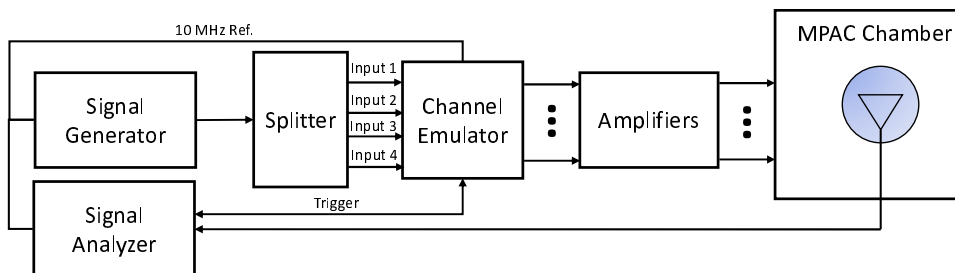 10 MHz Ref.
MPAC Chamber
Signal
Generator
Splitter
Input 1
Input 2
Input 3
Input 4
Channel
Emulator
Amplifiers
Signal
Analyzer
Trigger